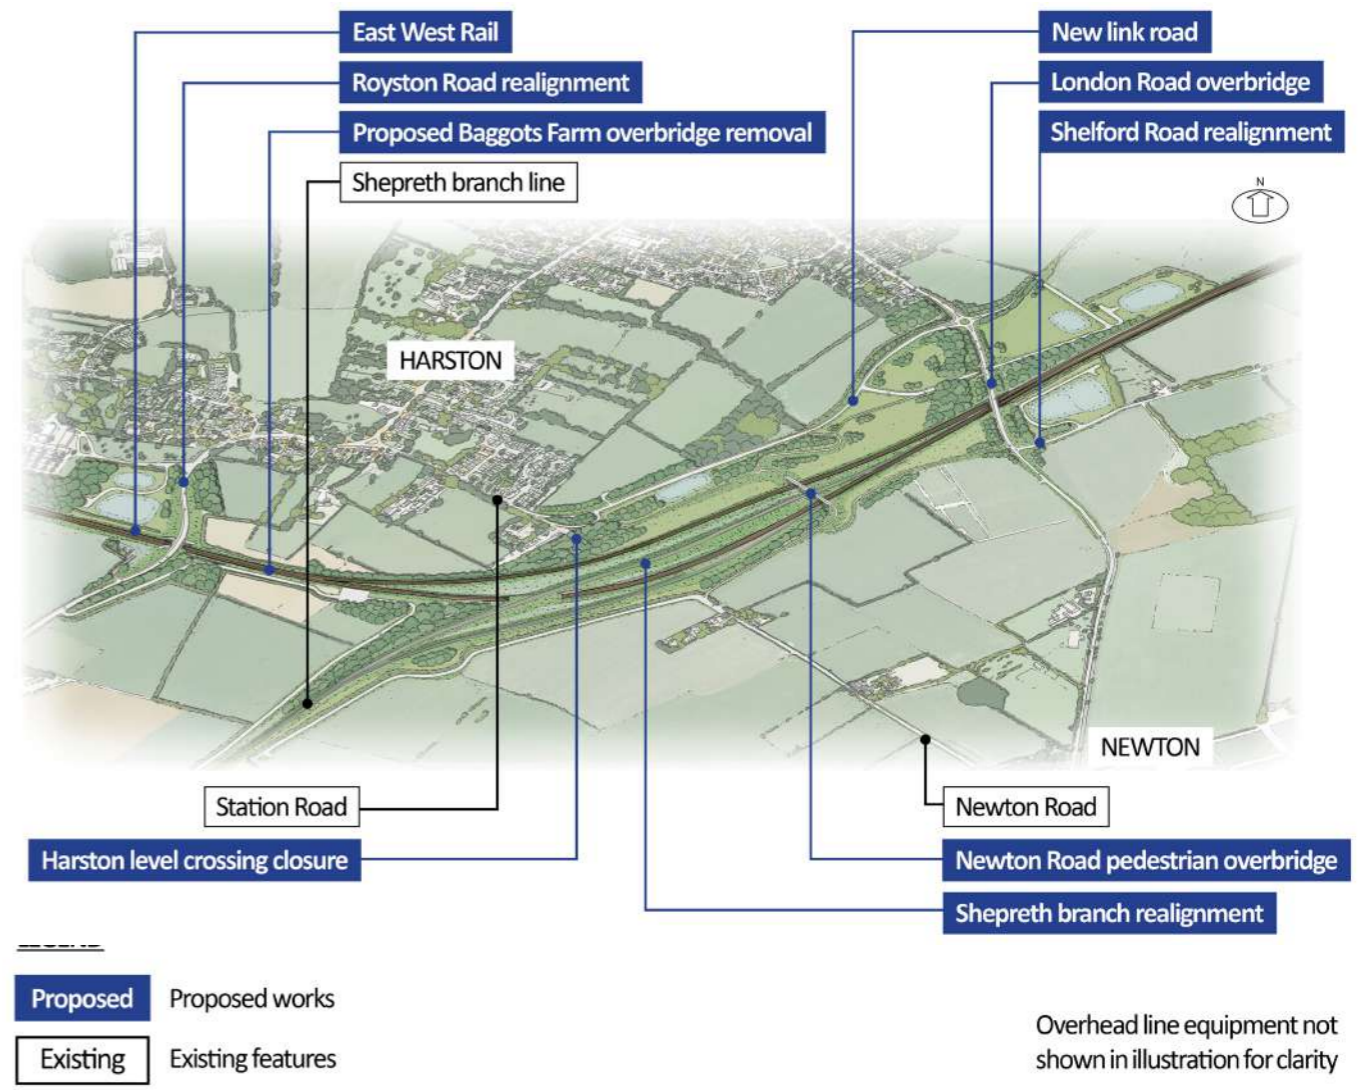 East West Rail
Royston Road realignment
Proposed Baggots Farm overbridge removal
Shepreth branch line
New link road
London Road overbridge
Shelford Road realignment
N
HARSTON
NEWTON
Station Road
Harston level crossing closure
Newton Road
Newton Road pedestrian overbridge
Shepreth branch realignment
Proposed Proposed works
Existing Existing features
Overhead line equipment not
shown in illustration for clarity